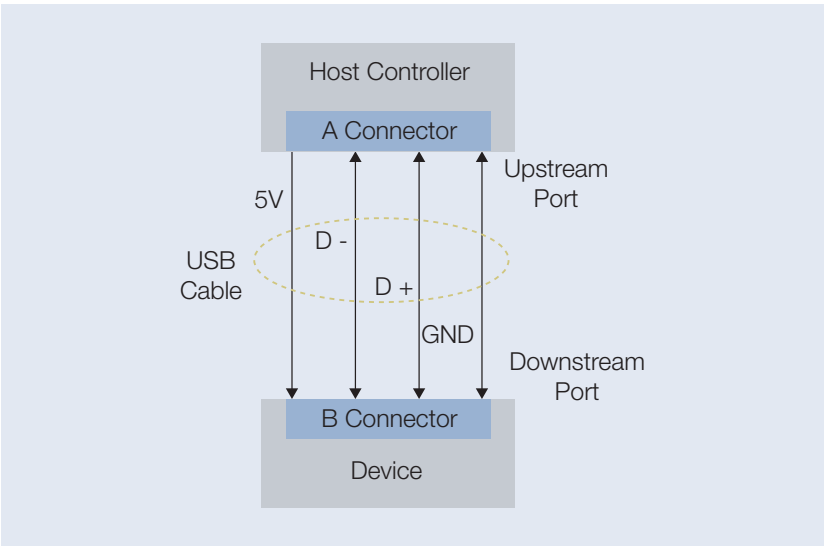 Host Controller
A Connector
Upstream
Port
5V
D -
USB
Cable
D +
GND
Downstream
Port
B Connector
Device